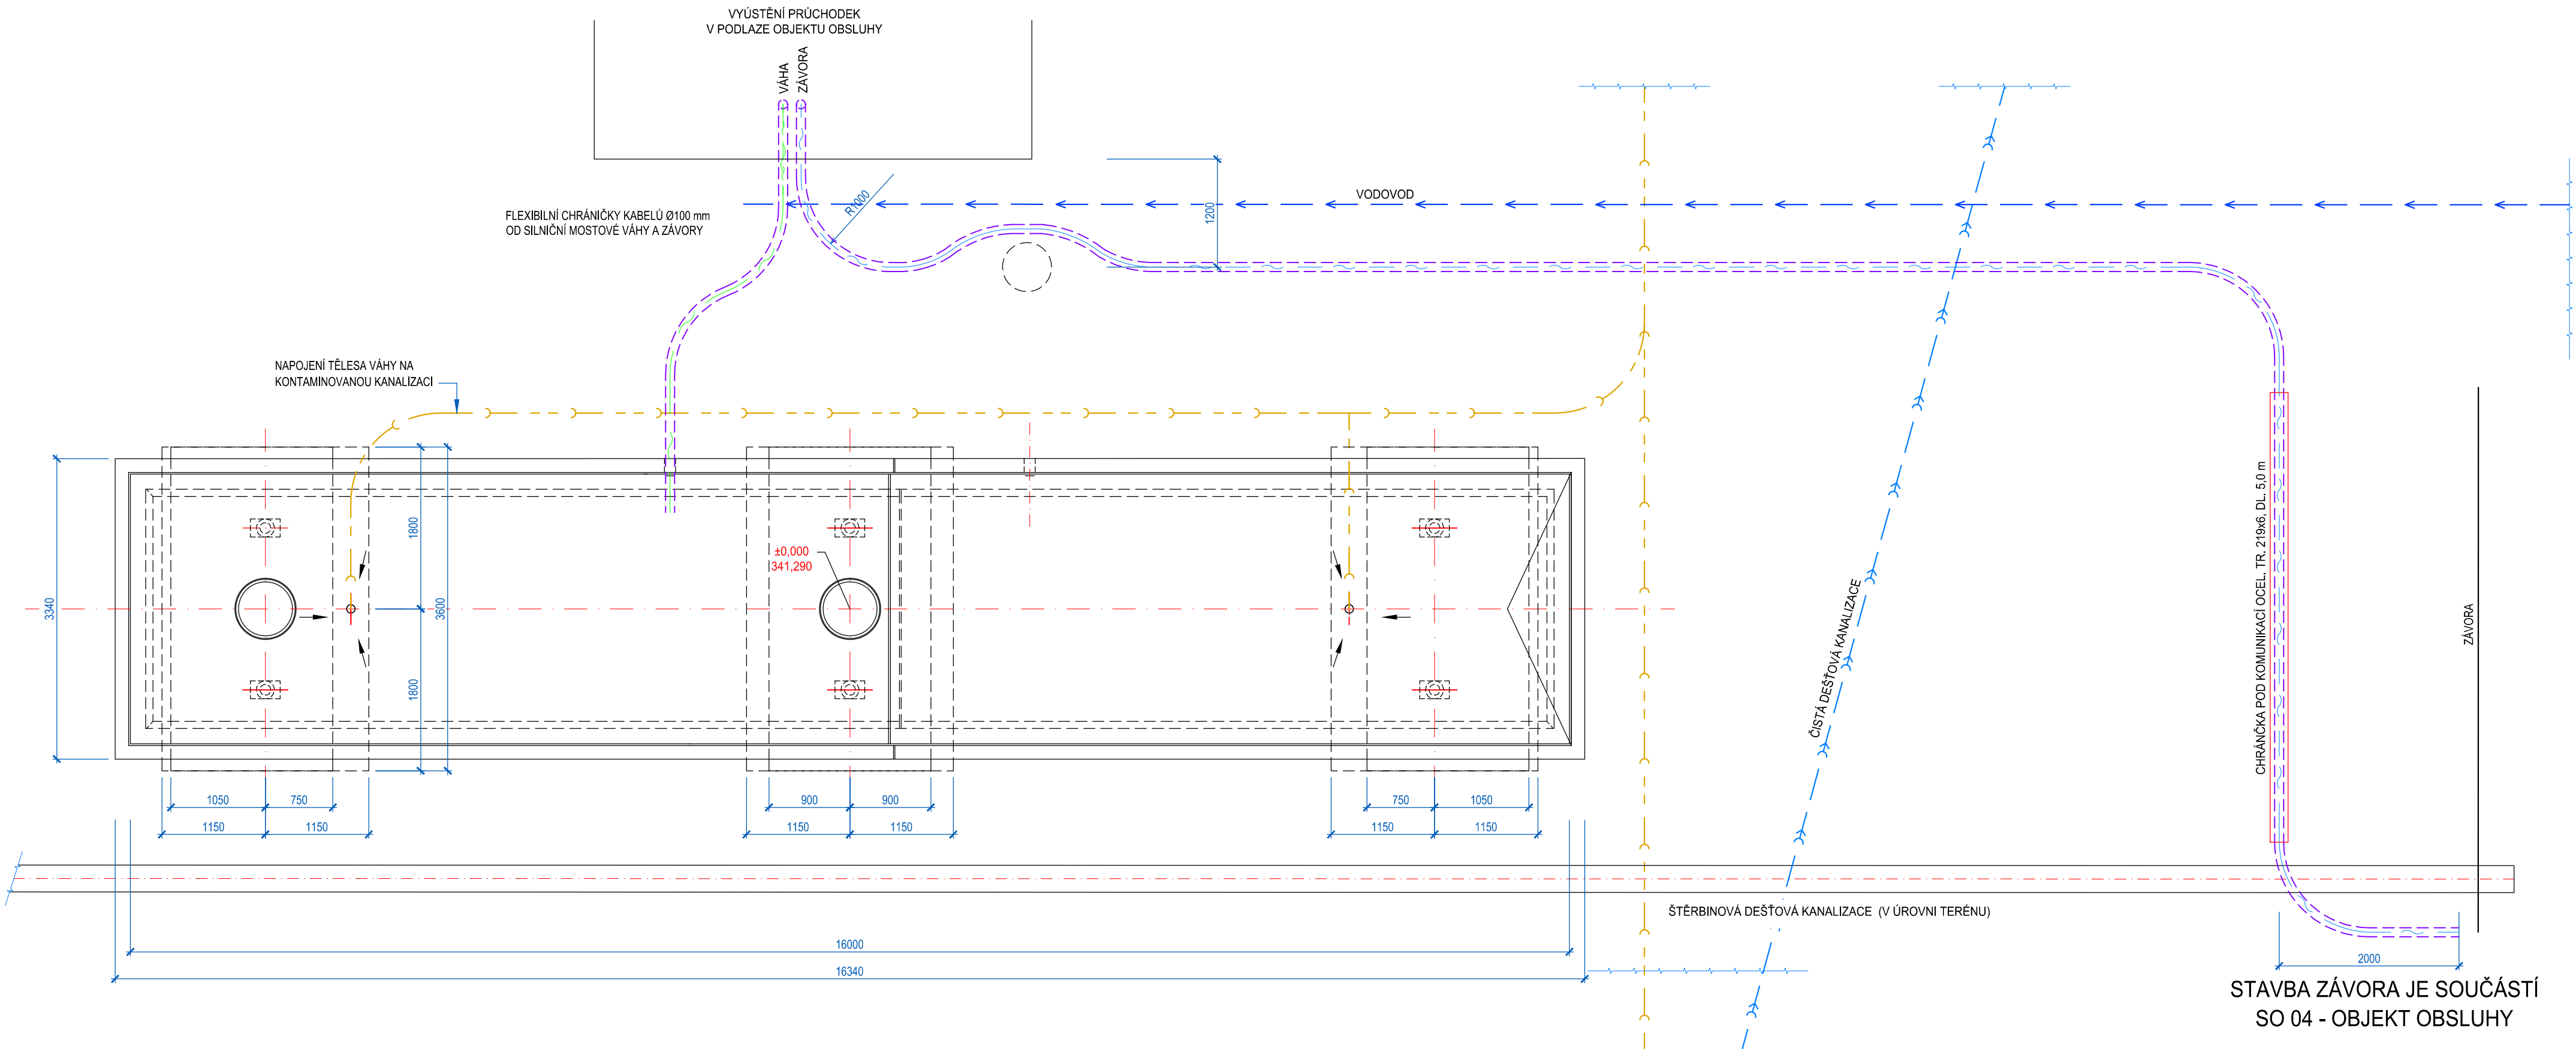 VYÚSTĚNÍ PRŮCHODEK
V PODLAZE OBJEKTU OBSLUHY
VÁHA
ZÁVORA
R1000
VODOVOD
1200
FLEXIBILNÍ CHRÁNIČKY KABELŮ Ø100 mm
OD SILNIČNÍ MOSTOVÉ VÁHY A ZÁVORY
NAPOJENÍ TĚLESA VÁHY NA
KONTAMINOVANOU KANALIZACÍ
3340
1800
3600
1800
±0,000
341,290
ČISTÁ DEŠŤOVÁ KANALIZACE
CHRÁNČKA POD KOMUNIKACÍ OCEL. TR. 219x6, DL. 5,0 m
ZÁVORA
1050
750
900
900
750
1050
1150
1150
1150
1150
1150
1150
ŠTĚRBINOVÁ DEŠŤOVÁ KANALIZACE (V ÚROVNI TERÉNU)
16000
16340
2000
STAVBA ZÁVORA JE SOUČÁSTÍ
SO 04 - OBJEKT OBSLUHY